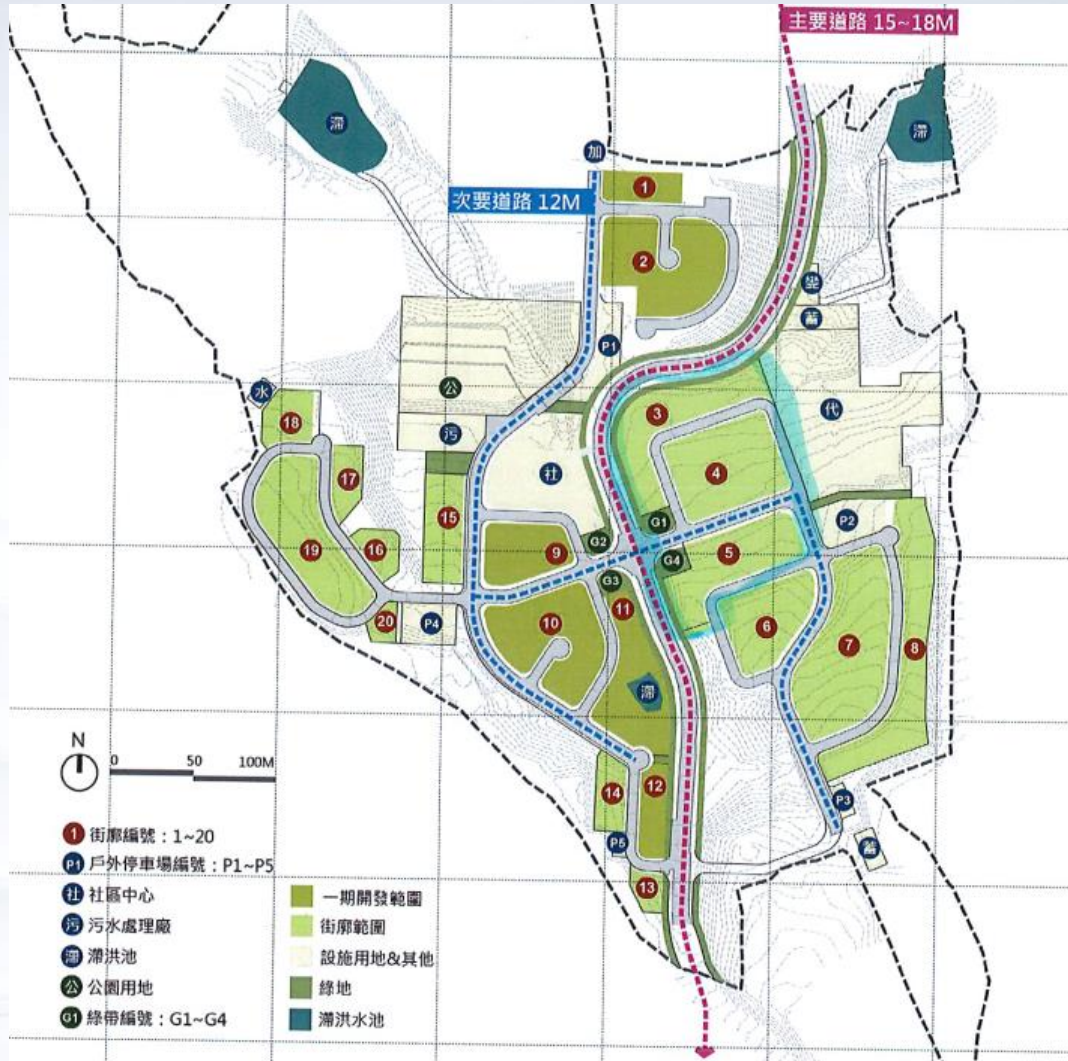 主要道路 15~18M
滯
滯
加
1
次要道路 12M
2
變
蓄
P1
公
水
18
3
代
污
社
4
17
15
G1
P2
19
16
9
G2
G4
5
G3
11
20
P4
10
6
7
8
滯
14
12
P3
P5
蓄
13
N
0 50 100M
1 街廓編號：1~20
P1 戶外停車場編號：P1~P5
社 社區中心
污 污水處理廠
滯 滯洪池
公 公園用地
G1 綠帶編號：G1~G4
一期開發範圍
街廓範圍
設施用地&其他
綠地
滯洪水池